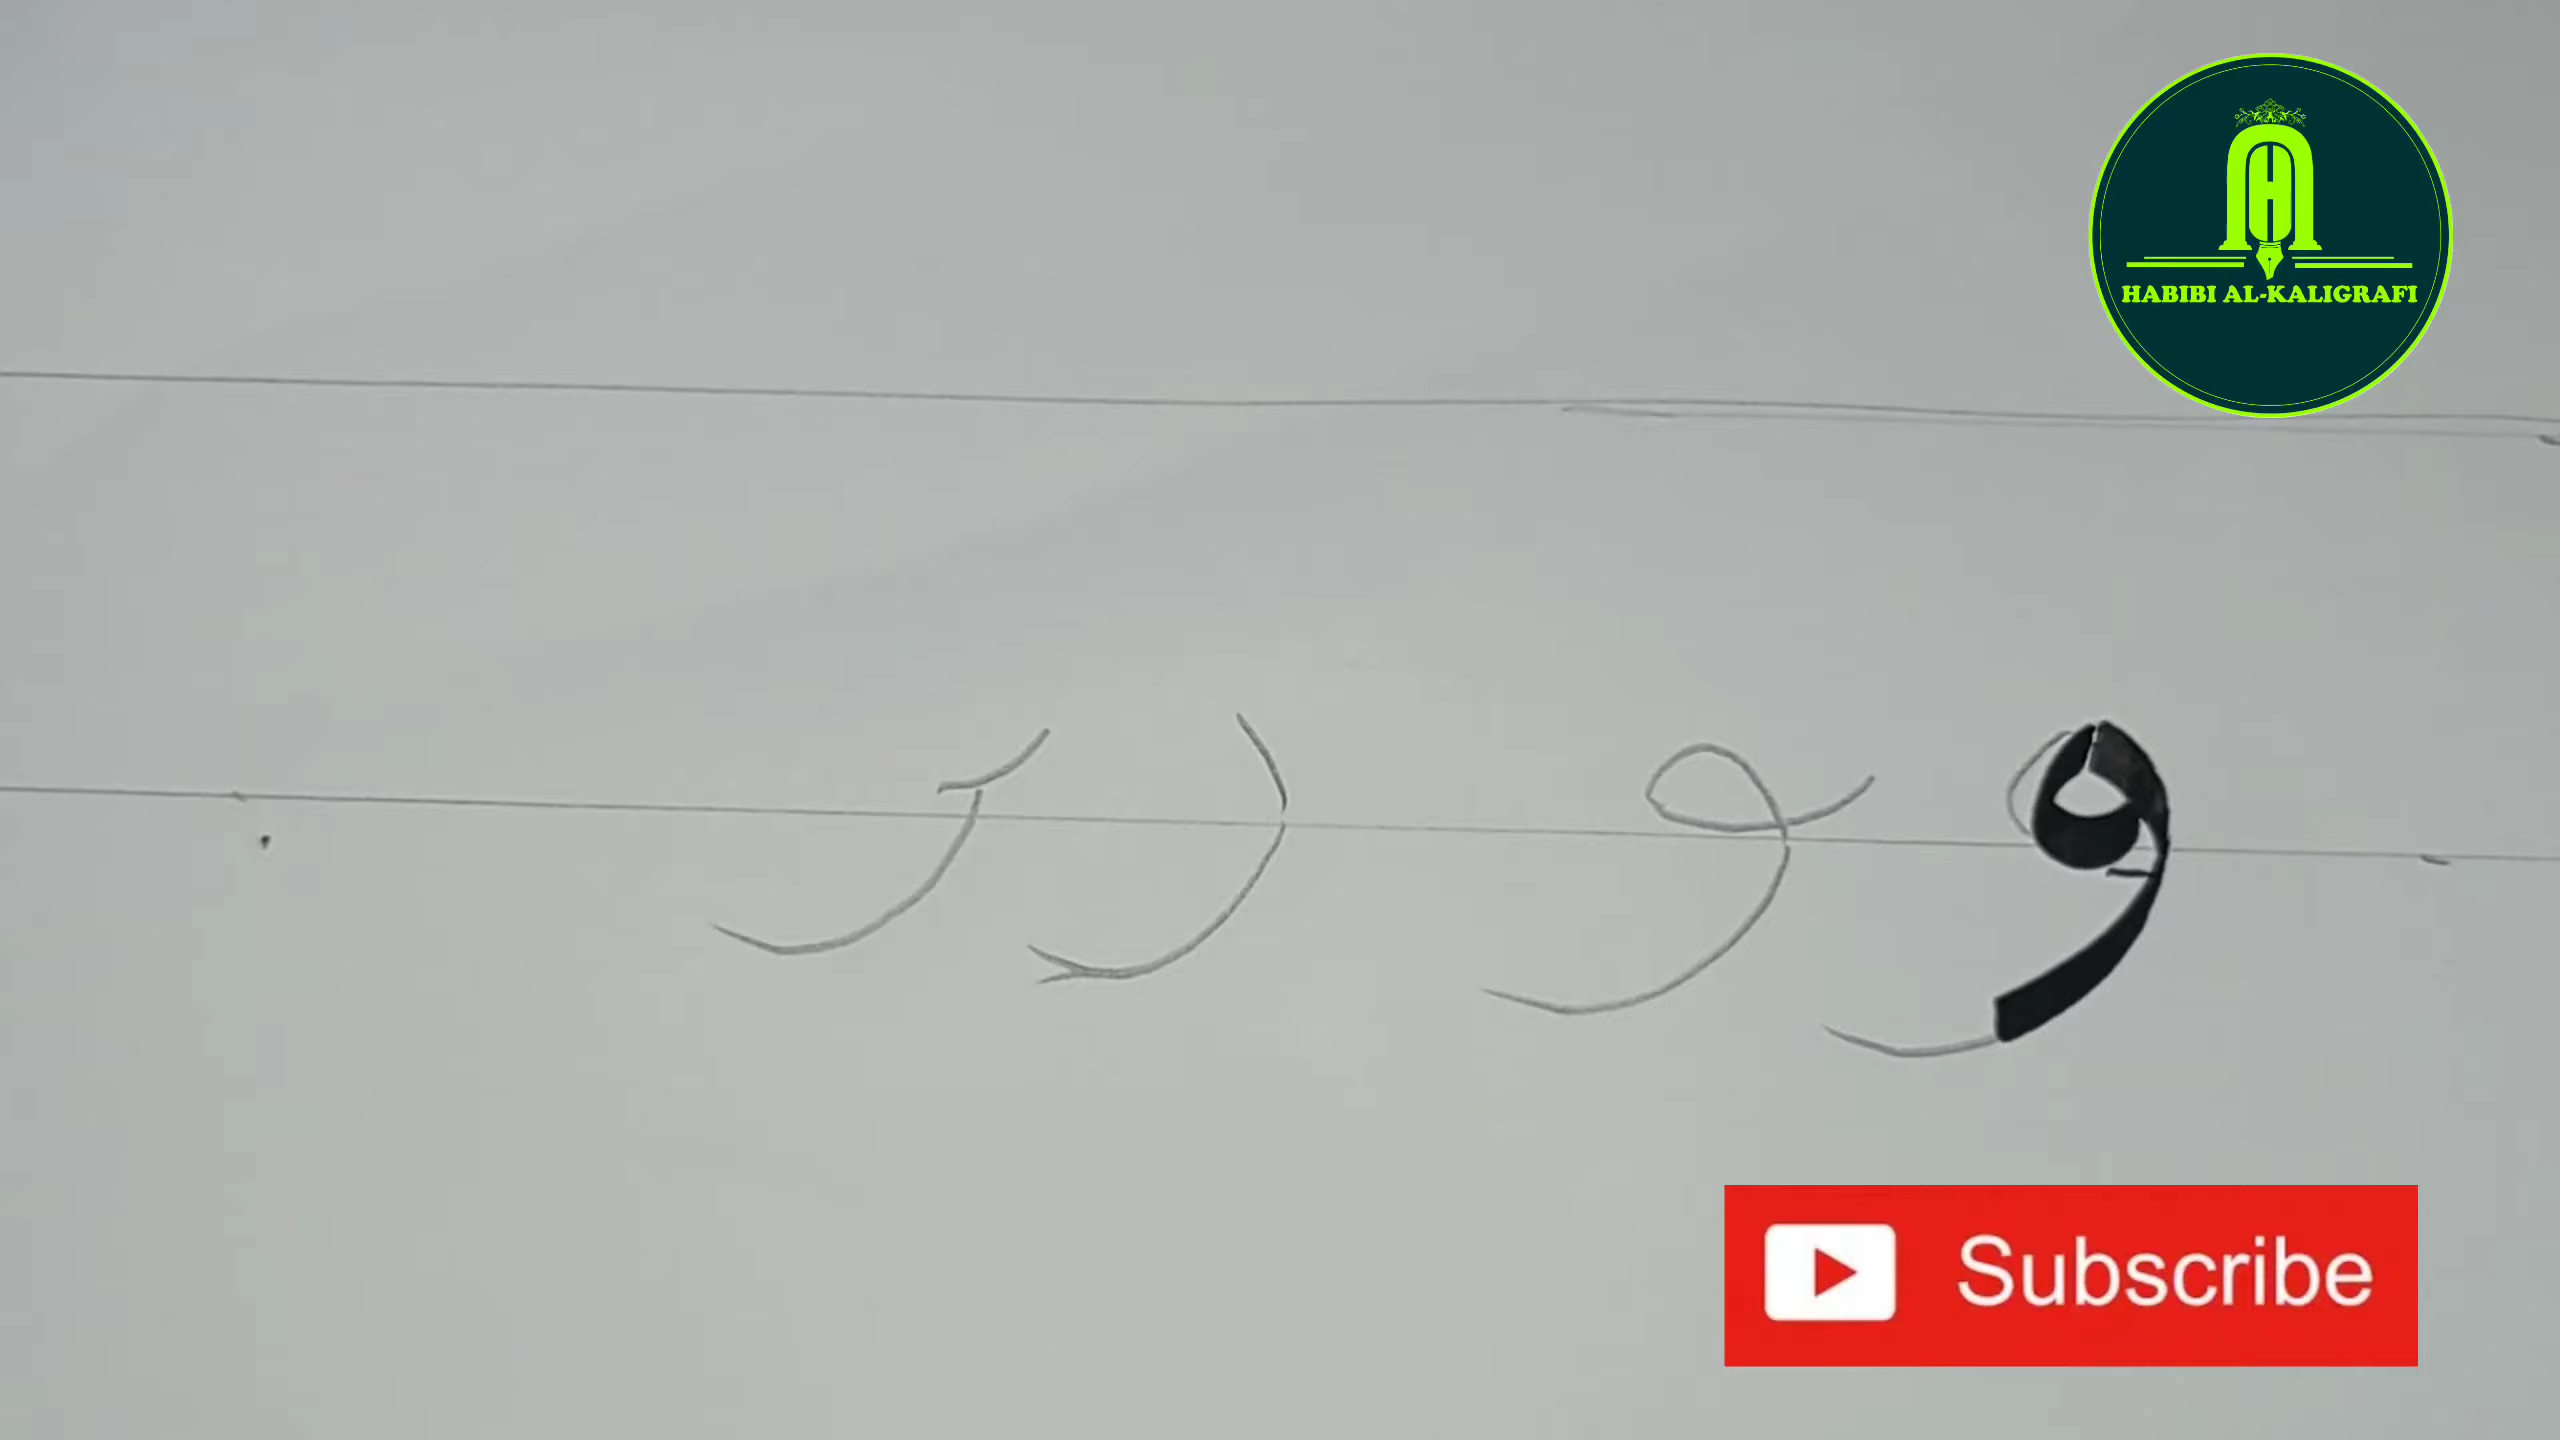 HABIBI AL-KALIGRAFI
و و ر ر
Subscribe